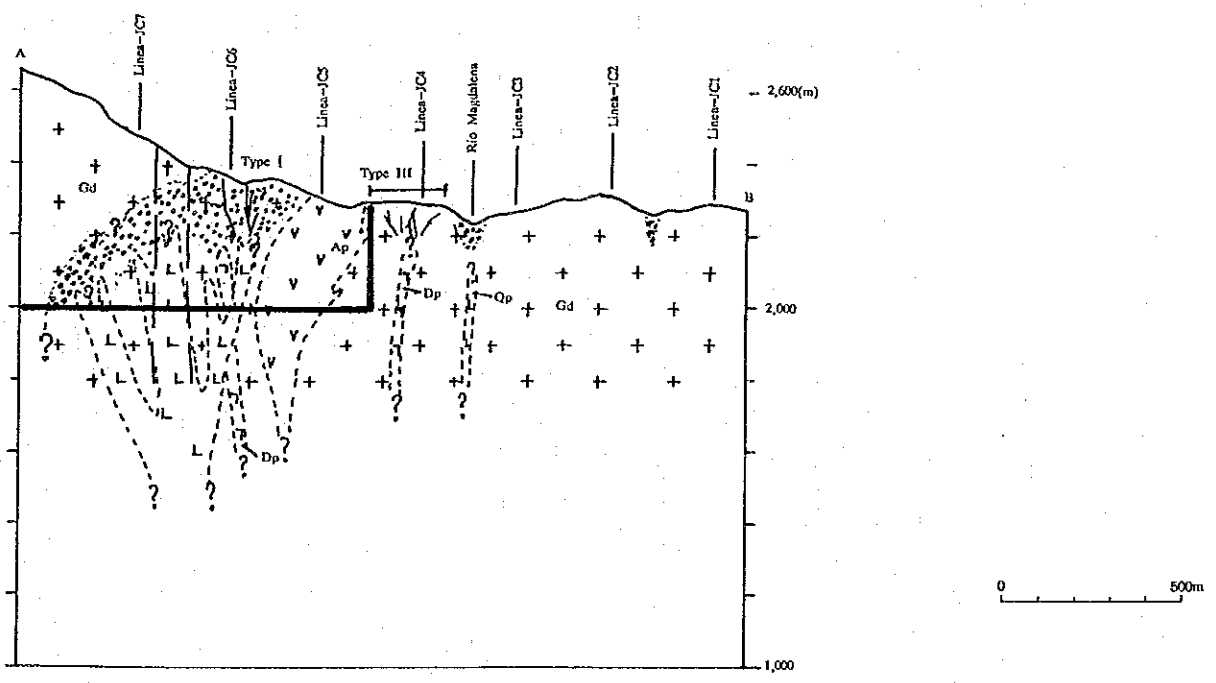 A
Linea-JC7
Linea-JC6
Linea-JC5
Linea-JC4
Rio Magdalena
Linea-JC3
Linea-JC2
Linea-JC1
2,600(m)
Type I
Type III
B
Gd
?
?
?
Ap
Dp
Qp
Gd
2,000
?
?
?
?
Dp
?
?
?
0
500m
1,000